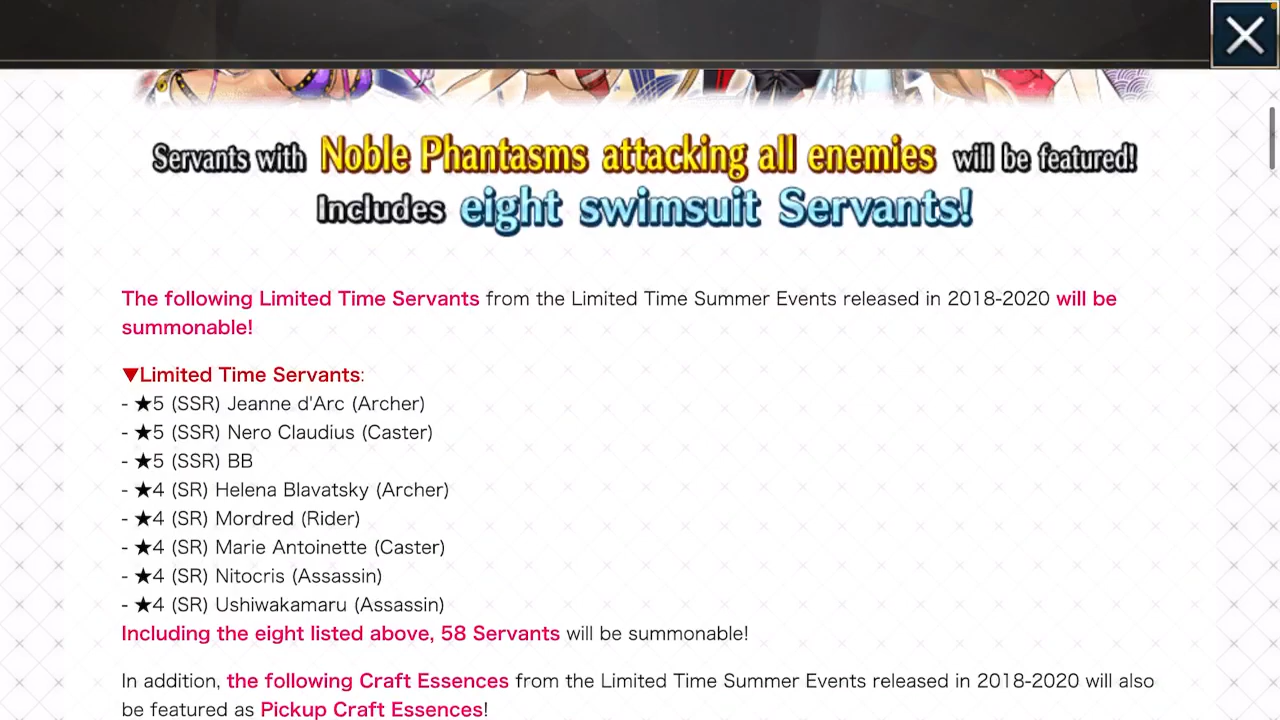 Servants with Noble Phantasms attacking all enemies will be featured!
Includes eight swimsuit Servants!
The following Limited Time Servants from the Limited Time Summer Events released in 2018-2020 will be
summonable!
▼Limited Time Servants:
- ★5 (SSR) Jeanne d'Arc (Archer)
- ★5 (SSR) Nero Claudius (Caster)
- ★5 (SSR) BB
- ★4 (SR) Helena Blavatsky (Archer)
- ★4 (SR) Mordred (Rider)
- ★4 (SR) Marie Antoinette (Caster)
- ★4 (SR) Nitocris (Assassin)
- ★4 (SR) Ushiwakamaru (Assassin)
Including the eight listed above, 58 Servants will be summonable!
In addition, the following Craft Essences from the Limited Time Summer Events released in 2018-2020 will also
be featured as Pickup Craft Essences!